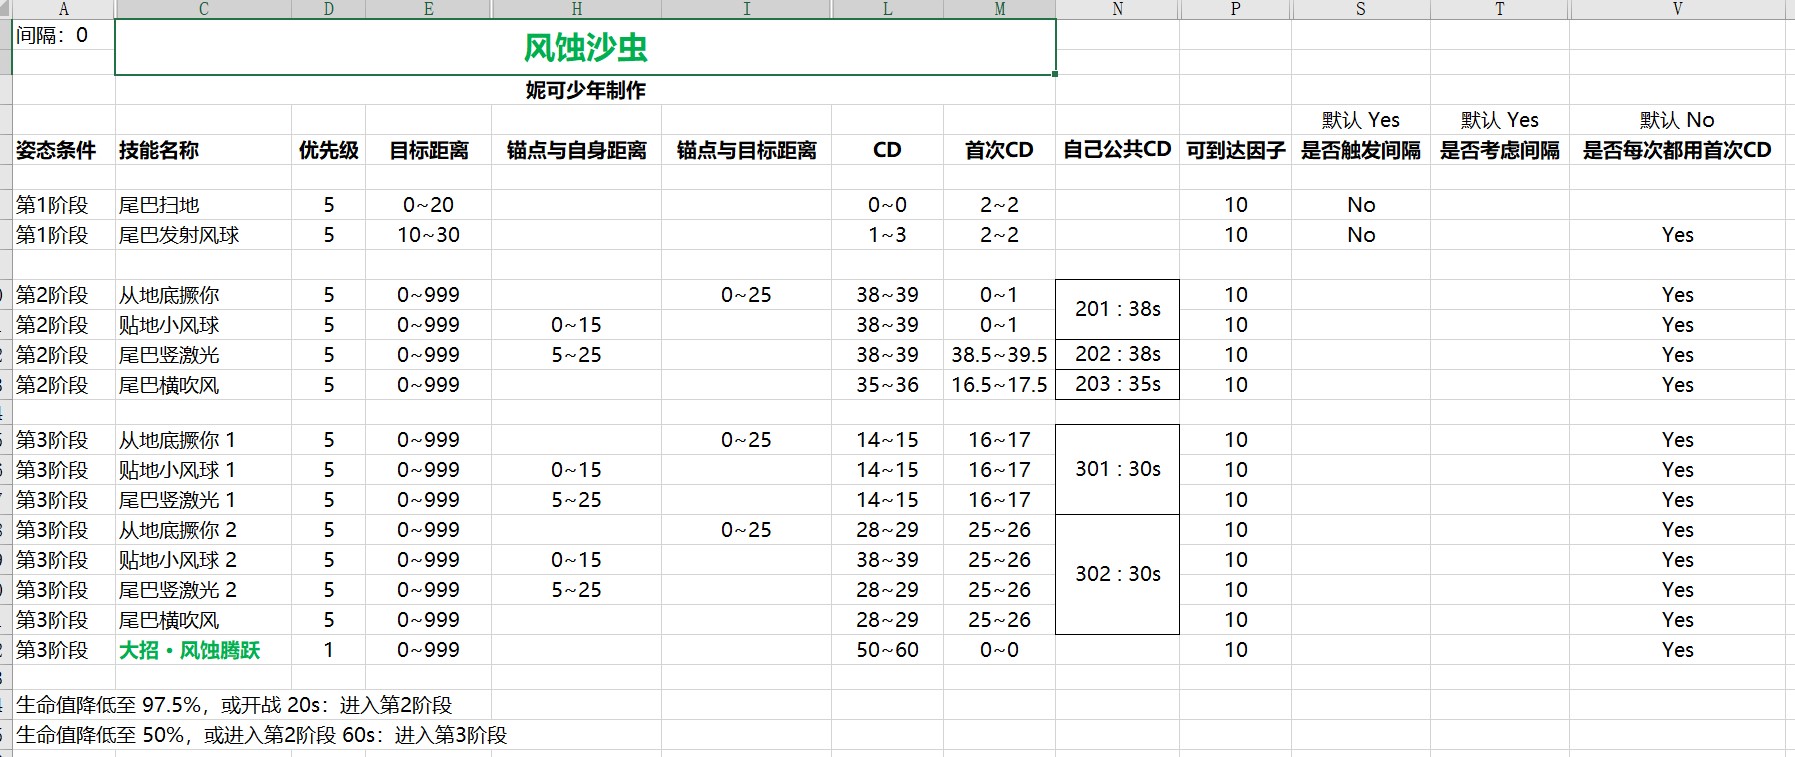 A C D E H I L M N P S T V
间隔：0 风蚀沙虫
妮可少年制作
默认 Yes 默认 Yes 默认 No
姿态条件 技能名称 优先级 目标距离 锚点与自身距离 锚点与目标距离 CD 首次CD 自己公共CD 可到达因子 是否触发间隔 是否考虑间隔 是否每次都用首次CD
第1阶段 尾巴扫地 5 0~20 0~0 2~2 10 No
第1阶段 尾巴发射风球 5 10~30 1~3 2~2 10 No Yes
第2阶段 从地底撅你 5 0~999 0~25 38~39 0~1 201 : 38s 10 Yes
第2阶段 贴地小风球 5 0~999 0~15 38~39 0~1 10 Yes
第2阶段 尾巴竖激光 5 0~999 5~25 38~39 38.5~39.5 202 : 38s 10 Yes
第2阶段 尾巴横吹风 5 0~999 35~36 16.5~17.5 203 : 35s 10 Yes
第3阶段 从地底撅你 1 5 0~999 0~25 14~15 16~17 10 Yes
第3阶段 贴地小风球 1 5 0~999 0~15 14~15 16~17 301 : 30s 10 Yes
第3阶段 尾巴竖激光 1 5 0~999 5~25 14~15 16~17 10 Yes
第3阶段 从地底撅你 2 5 0~999 0~25 28~29 25~26 10 Yes
第3阶段 贴地小风球 2 5 0~999 0~15 38~39 25~26 302 : 30s 10 Yes
第3阶段 尾巴竖激光 2 5 0~999 5~25 28~29 25~26 10 Yes
第3阶段 尾巴横吹风 5 0~999 28~29 25~26 10 Yes
第3阶段 大招·风蚀腾跃 1 0~999 50~60 0~0 10 Yes
生命值降低至 97.5%，或开战 20s：进入第2阶段
生命值降低至 50%，或进入第2阶段 60s：进入第3阶段